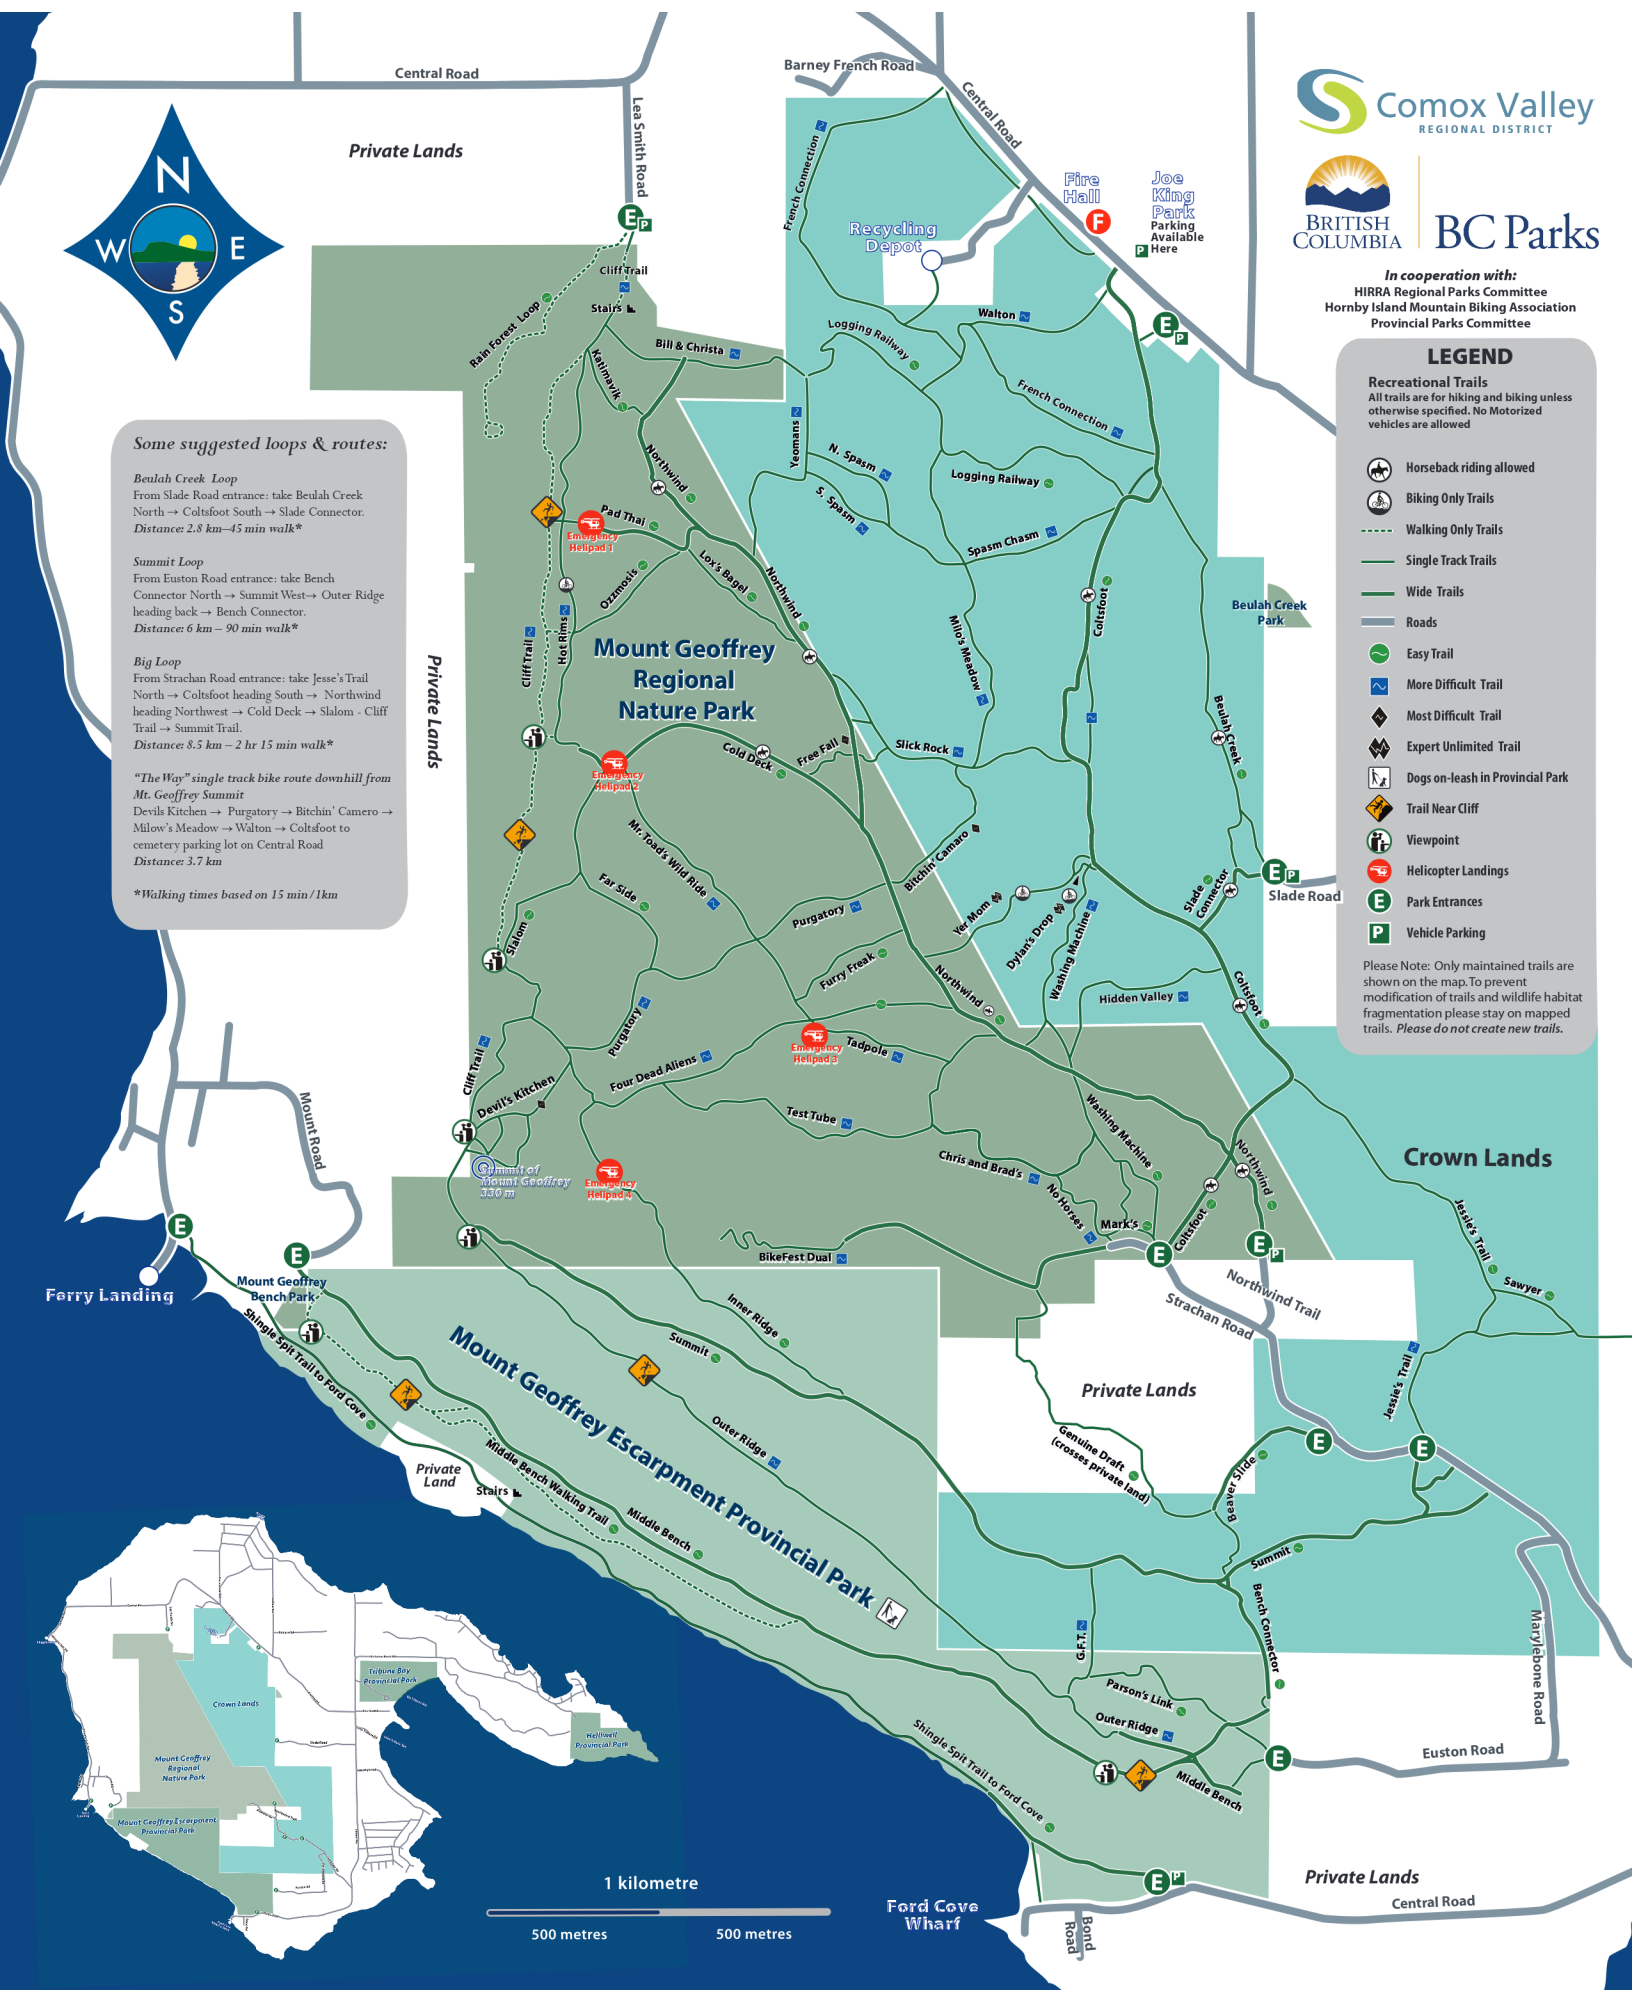 Central Road
Lea Smith Road
Private Lands
Barney French Road
Central Road
Comox Valley
REGIONAL DISTRICT
BRITISH
COLUMBIA
BC Parks
In cooperation with:
HIRRA Regional Parks Committee
Hornby Island Mountain Biking Association
Provincial Parks Committee
N
W
E
S
Fire
Hall
F
Joe
King
Park
Parking
Available
Here
P
Recycling
Depot
E
P
E
P
French Connection
Cliff Trail
Stairs
Rain Forest Loop
Bill & Christa
Katimavik
Walton
Logging Railway
French Connection
Yeomans
N. Spasm
S. Spasm
Logging Railway
Spasm Chasm
Northwind
Pad Thai
Emergency
Helipad 1
Ozzmosis
Lox's Bagel
Northwind
Hot Rims
Cliff Trail
Coltsfoot
Milo's Meadow
Beulah Creek
Park
Beulah Creek
Mount Geoffrey
Regional
Nature Park
Private Lands
Cold Deck
Free Fall
Slick Rock
Emergency
Helipad 2
Mr. Toad's Wild Ride
Far Side
Slalom
Purgatory
Bitchin' Camaro
Yer Mom
Dylan's Drop
Washing Machine
Slade
Connector
E
P
Slade Road
Furry Freak
Northwind
Hidden Valley
Coltsfoot
Purgatory
Cliff Trail
Devil's Kitchen
Four Dead Aliens
Emergency
Helipad 3
Tadpole
Test Tube
Washing Machine
Chris and Brad's
No Horses
Mark's
Coltsfoot
Northwind
Crown Lands
Summit of
Mount Geoffrey
330 m
Emergency
Helipad 4
BikeFest Dual
E
E
P
Northwind Trail
Strachan Road
Jessie's Trail
Sawyer
Jessie's Trail
Mount Road
E
E
Ferry Landing
Mount Geoffrey
Bench Park
Shingle Spit Trail to Ford Cove
Inner Ridge
Summit
Outer Ridge
Mount Geoffrey Escarpment Provincial Park
Private Lands
Genuine Draft
(crosses private land)
Beaver Slide
E
E
Private
Land
Stairs
Middle Bench Walking Trail
Middle Bench
Summit
Bench Connector
G.F.T.
Parson's Link
Outer Ridge
Middle Bench
E
Marylebone Road
Euston Road
Shingle Spit Trail to Ford Cove
E
P
Private Lands
Central Road
Ford Cove
Wharf
Bond
Road
1 kilometre
500 metres
500 metres
Some suggested loops & routes:
Beulah Creek Loop
From Slade Road entrance: take Beulah Creek
North → Coltsfoot South → Slade Connector.
Distance: 2.8 km–45 min walk*
Summit Loop
From Euston Road entrance: take Bench
Connector North → Summit West→ Outer Ridge
heading back → Bench Connector.
Distance: 6 km – 90 min walk*
Big Loop
From Strachan Road entrance: take Jesse's Trail
North → Coltsfoot heading South → Northwind
heading Northwest → Cold Deck → Slalom - Cliff
Trail → Summit Trail.
Distance: 8.5 km – 2 hr 15 min walk*
“The Way” single track bike route downhill from
Mt. Geoffrey Summit
Devils Kitchen → Purgatory → Bitchin' Camero →
Milow's Meadow → Walton → Coltsfoot to
cemetery parking lot on Central Road
Distance: 3.7 km
*Walking times based on 15 min/1km
LEGEND
Recreational Trails
All trails are for hiking and biking unless
otherwise specified. No Motorized
vehicles are allowed
Horseback riding allowed
Biking Only Trails
Walking Only Trails
Single Track Trails
Wide Trails
Roads
Easy Trail
More Difficult Trail
Most Difficult Trail
Expert Unlimited Trail
Dogs on-leash in Provincial Park
Trail Near Cliff
Viewpoint
Helicopter Landings
E Park Entrances
P Vehicle Parking
Please Note: Only maintained trails are
shown on the map. To prevent
modification of trails and wildlife habitat
fragmentation please stay on mapped
trails. Please do not create new trails.
Crown Lands
Tribune Bay
Provincial Park
Helliwell
Provincial Park
Mount Geoffrey
Regional
Nature Park
Mount Geoffrey Escarpment
Provincial Park